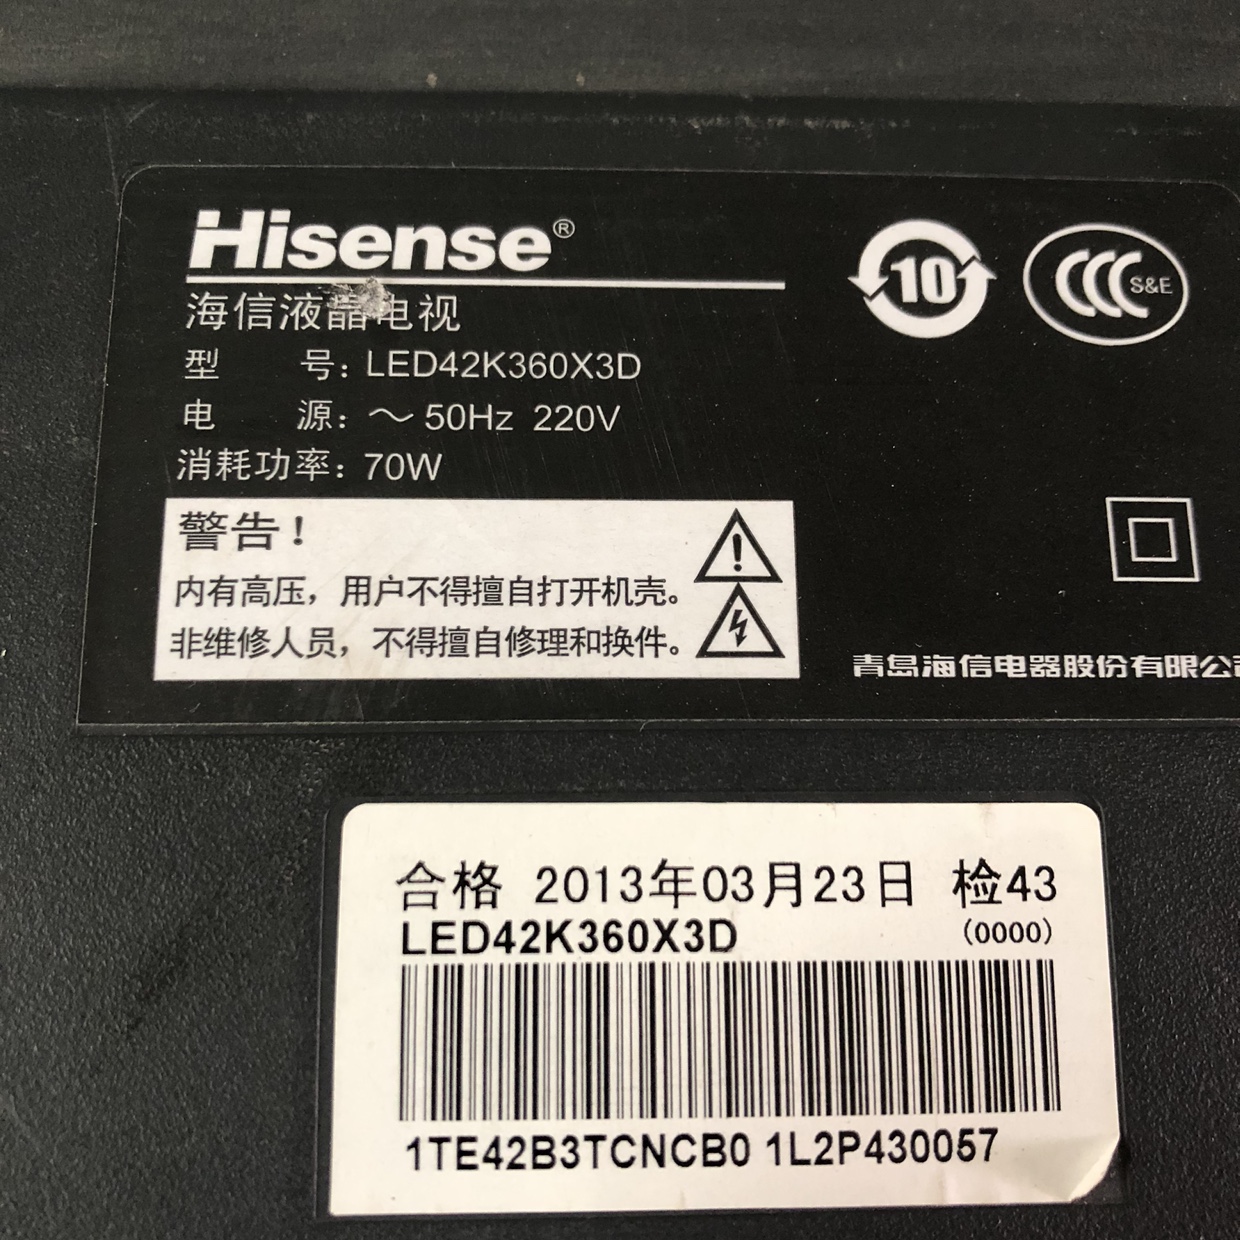 Hisense®
海信液晶电视
型 号：LED42K360X3D
电 源：～50Hz 220V
消耗功率：70W
警告！
内有高压，用户不得擅自打开机壳。
非维修人员，不得擅自修理和换件。
10
CCC S&E
青岛海信电器股份有限公司
合格 2013年03月23日 检43
LED42K360X3D (0000)
1TE42B3TCNCB0 1L2P430057